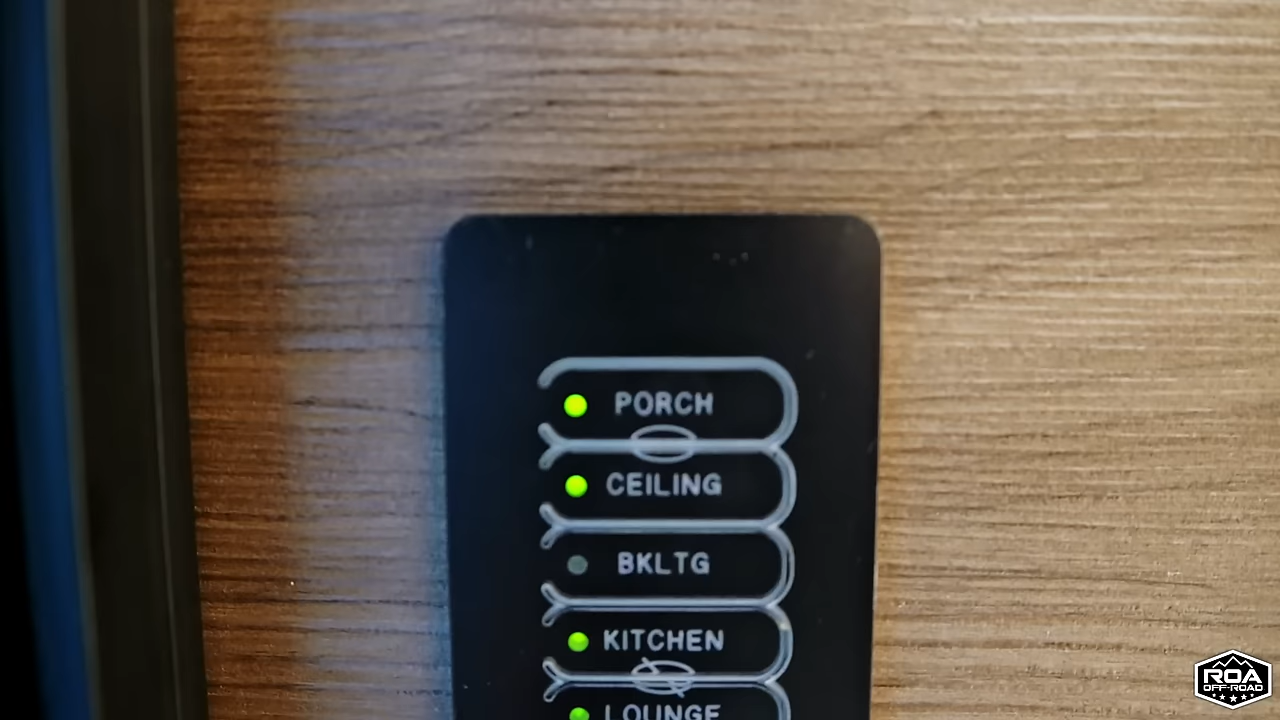 PORCH
CEILING
BKLTG
KITCHEN
LOUNGE
ROA
OFF-ROAD